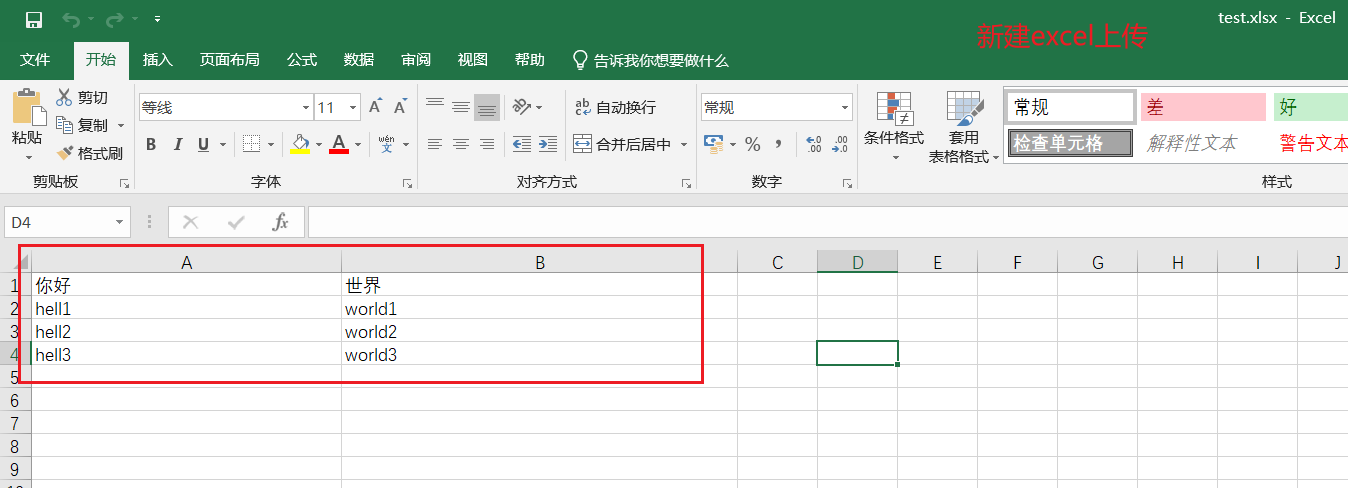 test.xlsx - Excel
新建excel上传
文件 开始 插入 页面布局 公式 数据 审阅 视图 帮助 告诉我你想要做什么
粘贴 剪切 复制 格式刷
等线 11
B I U A wén 文 A A
ab 自动换行
合并后居中
常规
% , .00 .0
条件格式
套用
表格格式
常规 差 好
检查单元格 解释性文本 警告文本
剪贴板 字体 对齐方式 数字 样式
D4 fx
A B C D E F G H I J
1 你好 世界
2 hell1 world1
3 hell2 world2
4 hell3 world3
5
6
7
8
9